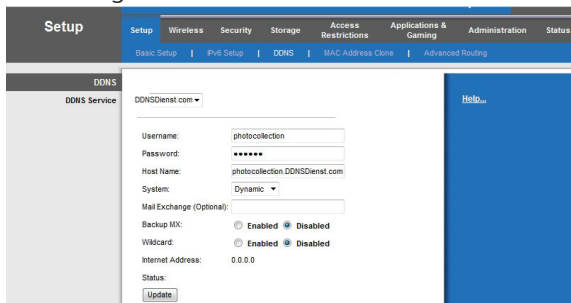 Setup
Setup Wireless Security Storage Access Restrictions Applications & Gaming Administration Status
Basic Setup | IPv6 Setup | DDNS | MAC Address Clone | Advanced Routing
DDNS
DDNS Service
DDNSDienst.com
Help...
Username: photocollection
Password: ••••••
Host Name: photocollection.DDNSDienst.com
System: Dynamic
Mail Exchange (Optional):
Backup MX: Enabled Disabled
Wildcard: Enabled Disabled
Internet Address: 0.0.0.0
Status:
Update